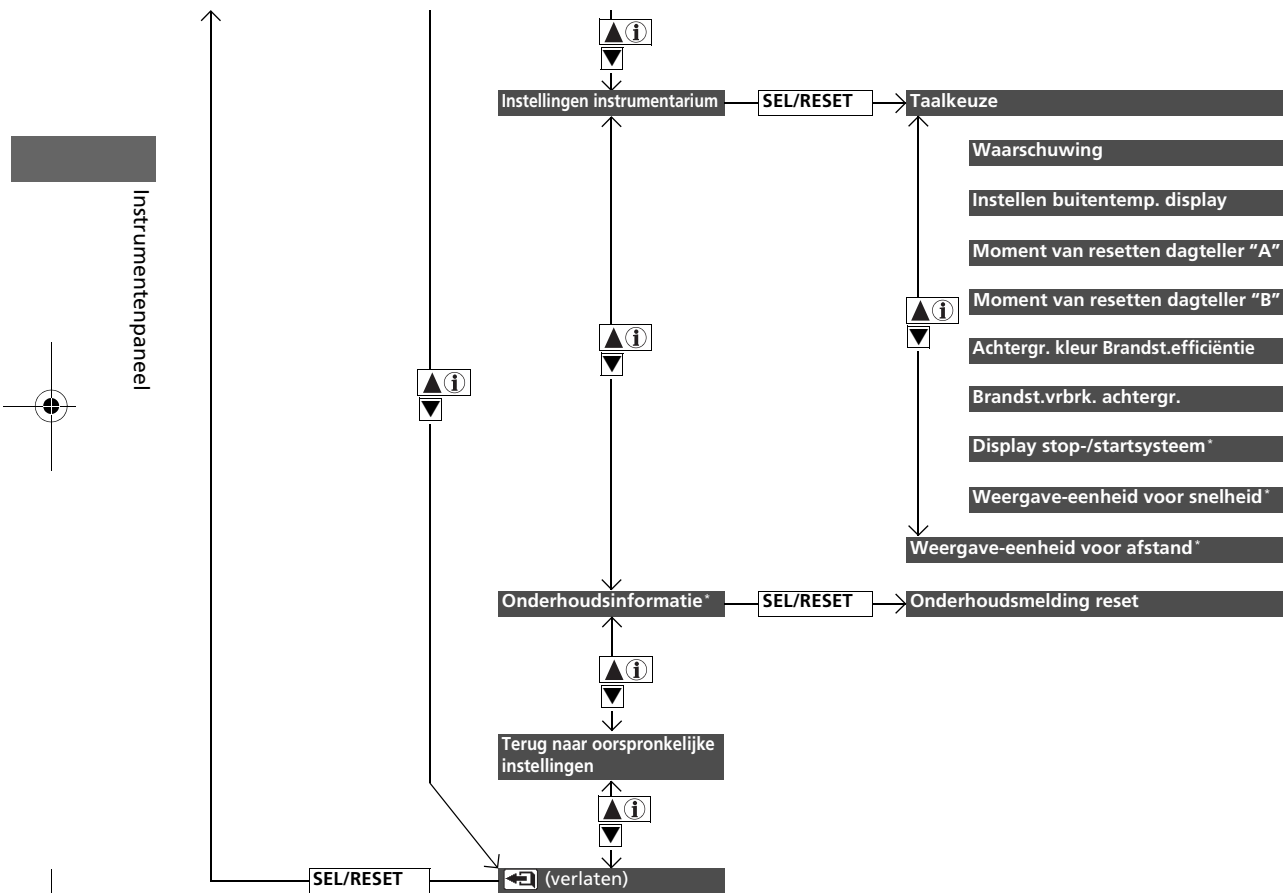 Instrumentenpaneel
Instellingen instrumentarium
SEL/RESET
Taalkeuze
Waarschuwing
Instellen buitentemp. display
Moment van resetten dagteller “A”
Moment van resetten dagteller “B”
Achtergr. kleur Brandst.efficiëntie
Brandst.vrbrk. achtergr.
Display stop-/startsysteem*
Weergave-eenheid voor snelheid*
Weergave-eenheid voor afstand*
Onderhoudsinformatie*
SEL/RESET
Onderhoudsmelding reset
Terug naar oorspronkelijke
instellingen
SEL/RESET
(verlaten)